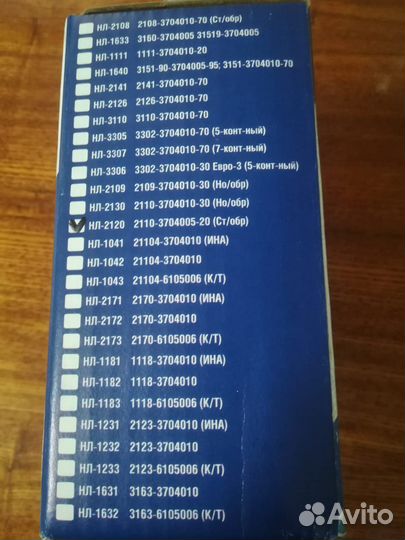 НЛ-2108 2108-3704010-70 (Ст/обр)
НЛ-1633 3160-3704005 31519-3704005
НЛ-1111 1111-3704010-20
НЛ-1640 3151-90-3704005-95; 3151-3704010-70
НЛ-2141 2141-3704010-70
НЛ-2126 2126-3704010-70
НЛ-3110 3110-3704010-70
НЛ-3305 3302-3704010-70 (5-конт-ный)
НЛ-3307 3302-3704010-70 (7-конт-ный)
НЛ-3306 3302-3704010-30 Евро-3 (5-конт-ный)
НЛ-2109 2109-3704010-30 (Но/обр)
НЛ-2130 2110-3704010-30 (Но/обр)
НЛ-2120 2110-3704005-20 (Ст/обр)
НЛ-1041 21104-3704010 (ИНА)
НЛ-1042 21104-3704010
НЛ-1043 21104-6105006 (К/Т)
НЛ-2171 2170-3704010 (ИНА)
НЛ-2172 2170-3704010
НЛ-2173 2170-6105006 (К/Т)
НЛ-1181 1118-3704010 (ИНА)
НЛ-1182 1118-3704010
НЛ-1183 1118-6105006 (К/Т)
НЛ-1231 2123-3704010 (ИНА)
НЛ-1232 2123-3704010
НЛ-1233 2123-6105006 (К/Т)
НЛ-1631 3163-3704010
НЛ-1632 3163-6105006 (К/Т)
Avito